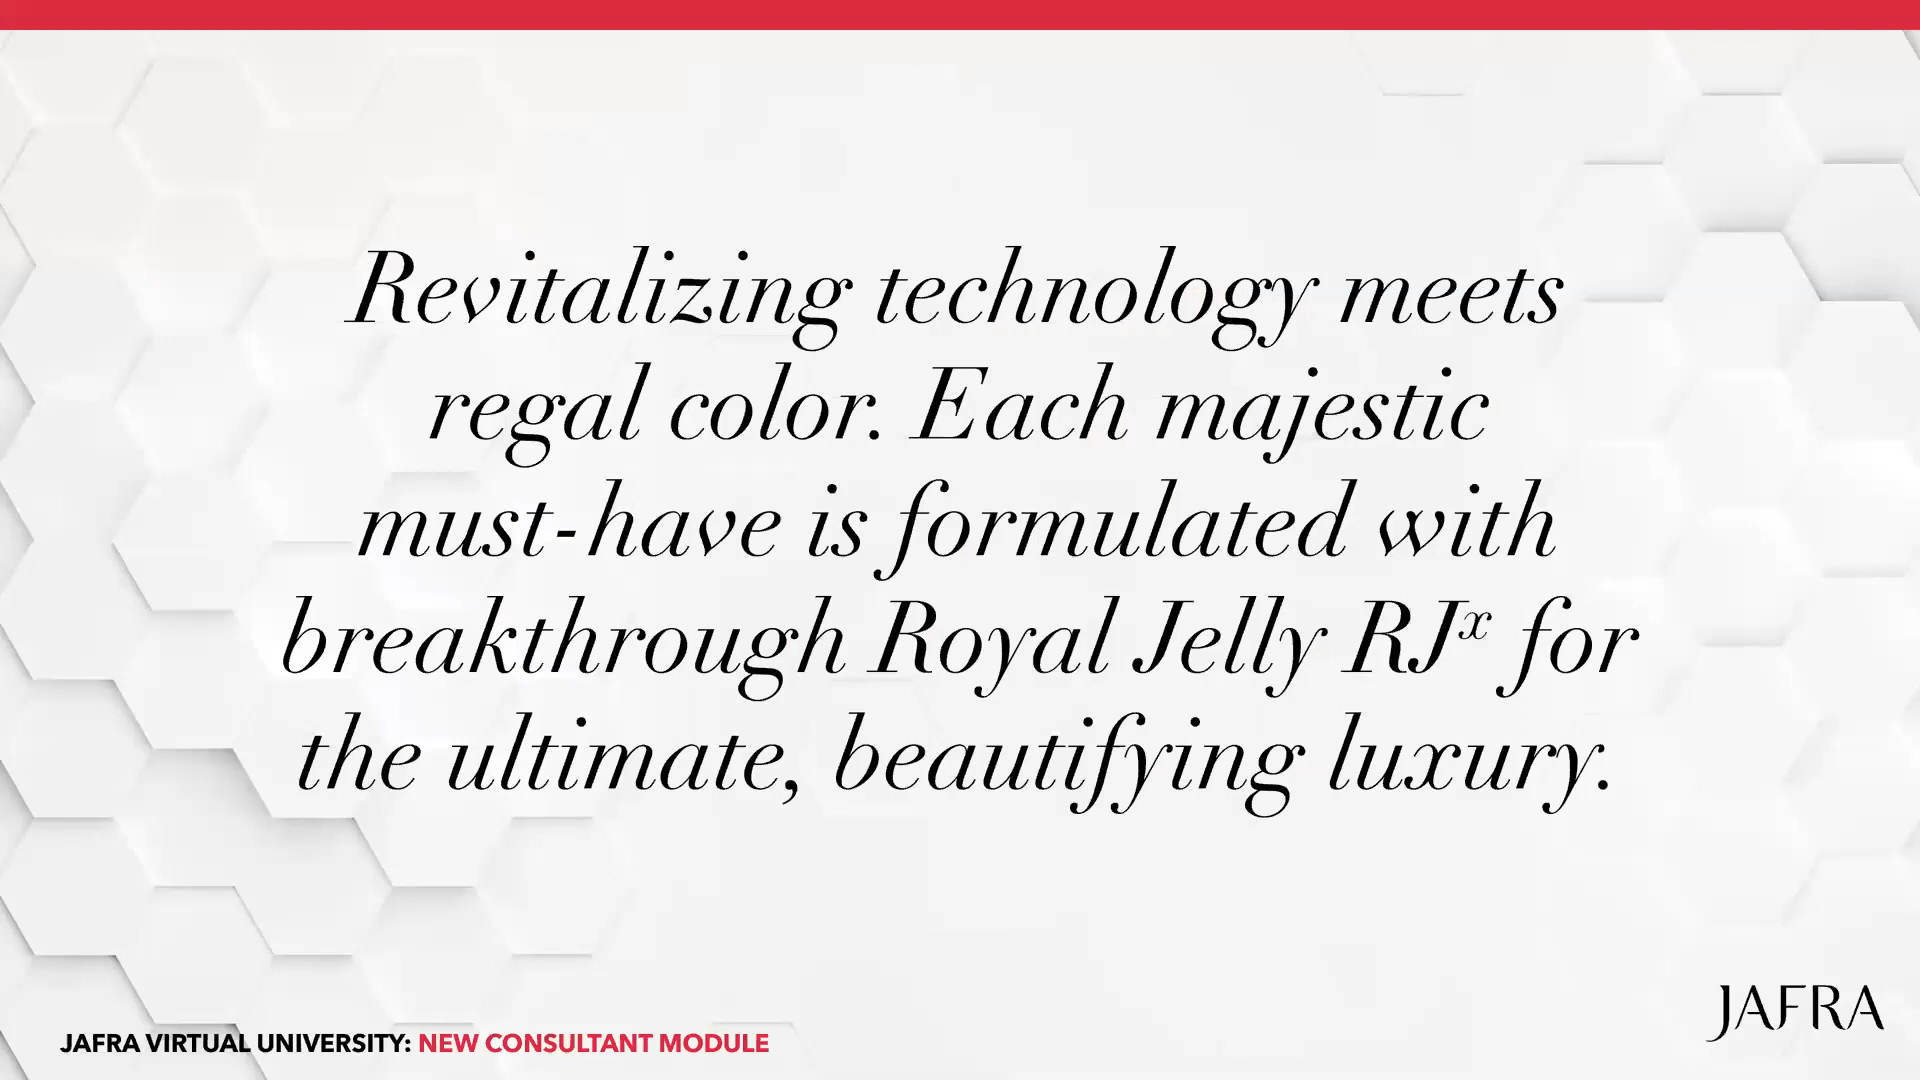 Revitalizing technology meets
regal color. Each majestic
must-have is formulated with
breakthrough Royal Jelly RJˣ for
the ultimate, beautifying luxury.
JAFRA
JAFRA VIRTUAL UNIVERSITY: NEW CONSULTANT MODULE